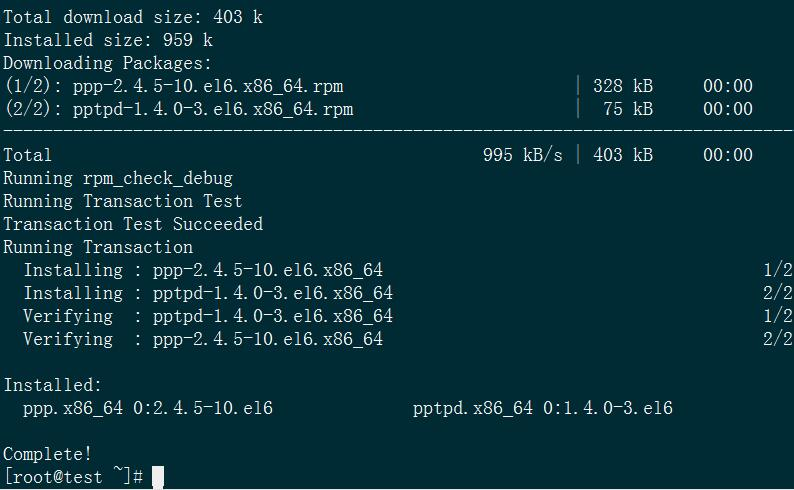 Total download size: 403 k
Installed size: 959 k
Downloading Packages:
(1/2): ppp-2.4.5-10.el6.x86_64.rpm | 328 kB 00:00
(2/2): pptpd-1.4.0-3.el6.x86_64.rpm | 75 kB 00:00
--------------------------------------------------------------------------------
Total 995 kB/s | 403 kB 00:00
Running rpm_check_debug
Running Transaction Test
Transaction Test Succeeded
Running Transaction
  Installing : ppp-2.4.5-10.el6.x86_64 1/2
  Installing : pptpd-1.4.0-3.el6.x86_64 2/2
  Verifying  : pptpd-1.4.0-3.el6.x86_64 1/2
  Verifying  : ppp-2.4.5-10.el6.x86_64 2/2

Installed:
  ppp.x86_64 0:2.4.5-10.el6 pptpd.x86_64 0:1.4.0-3.el6

Complete!
[root@test ~]#